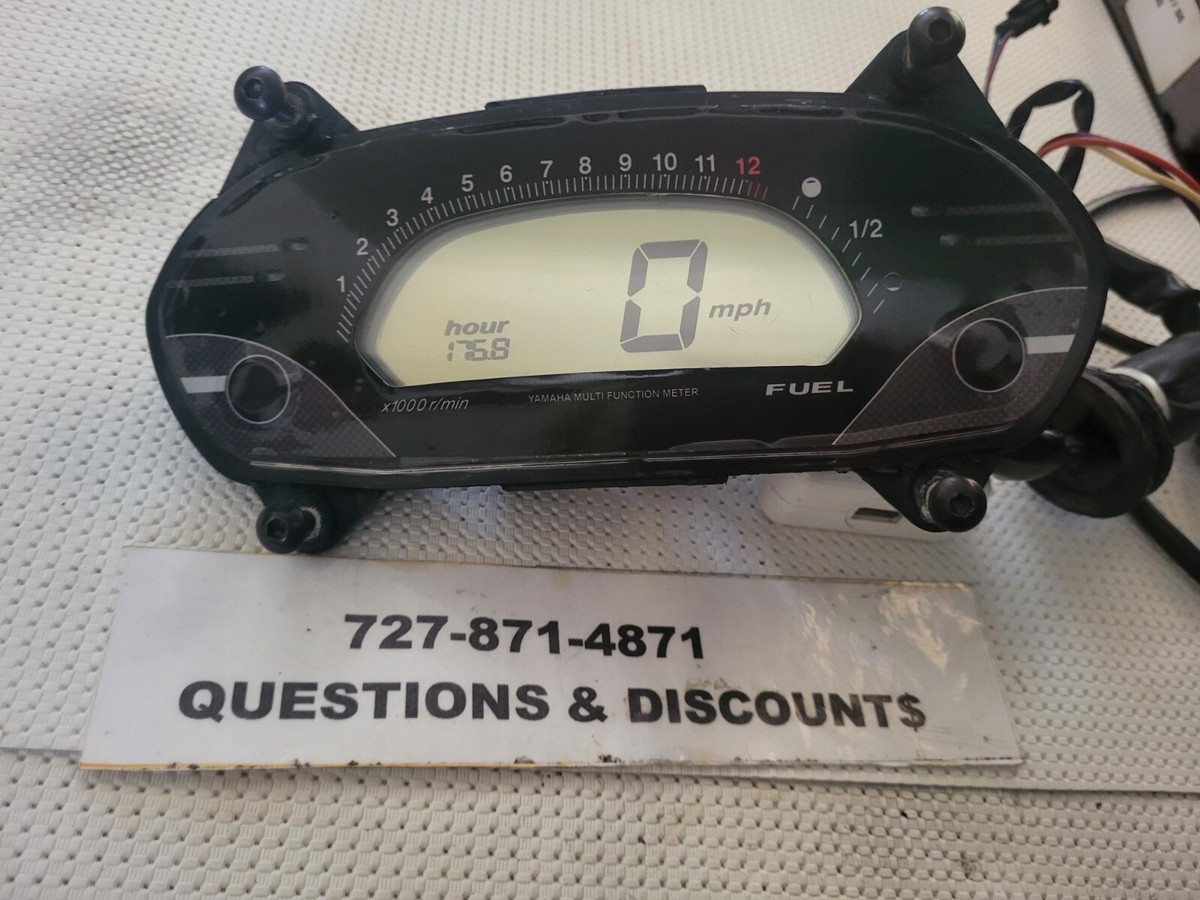 1 2 3 4 5 6 7 8 9 10 11 12
1/2
0 mph
hour
176.8
x1000 r/min
YAMAHA MULTI FUNCTION METER
FUEL
727-871-4871
QUESTIONS & DISCOUNT$